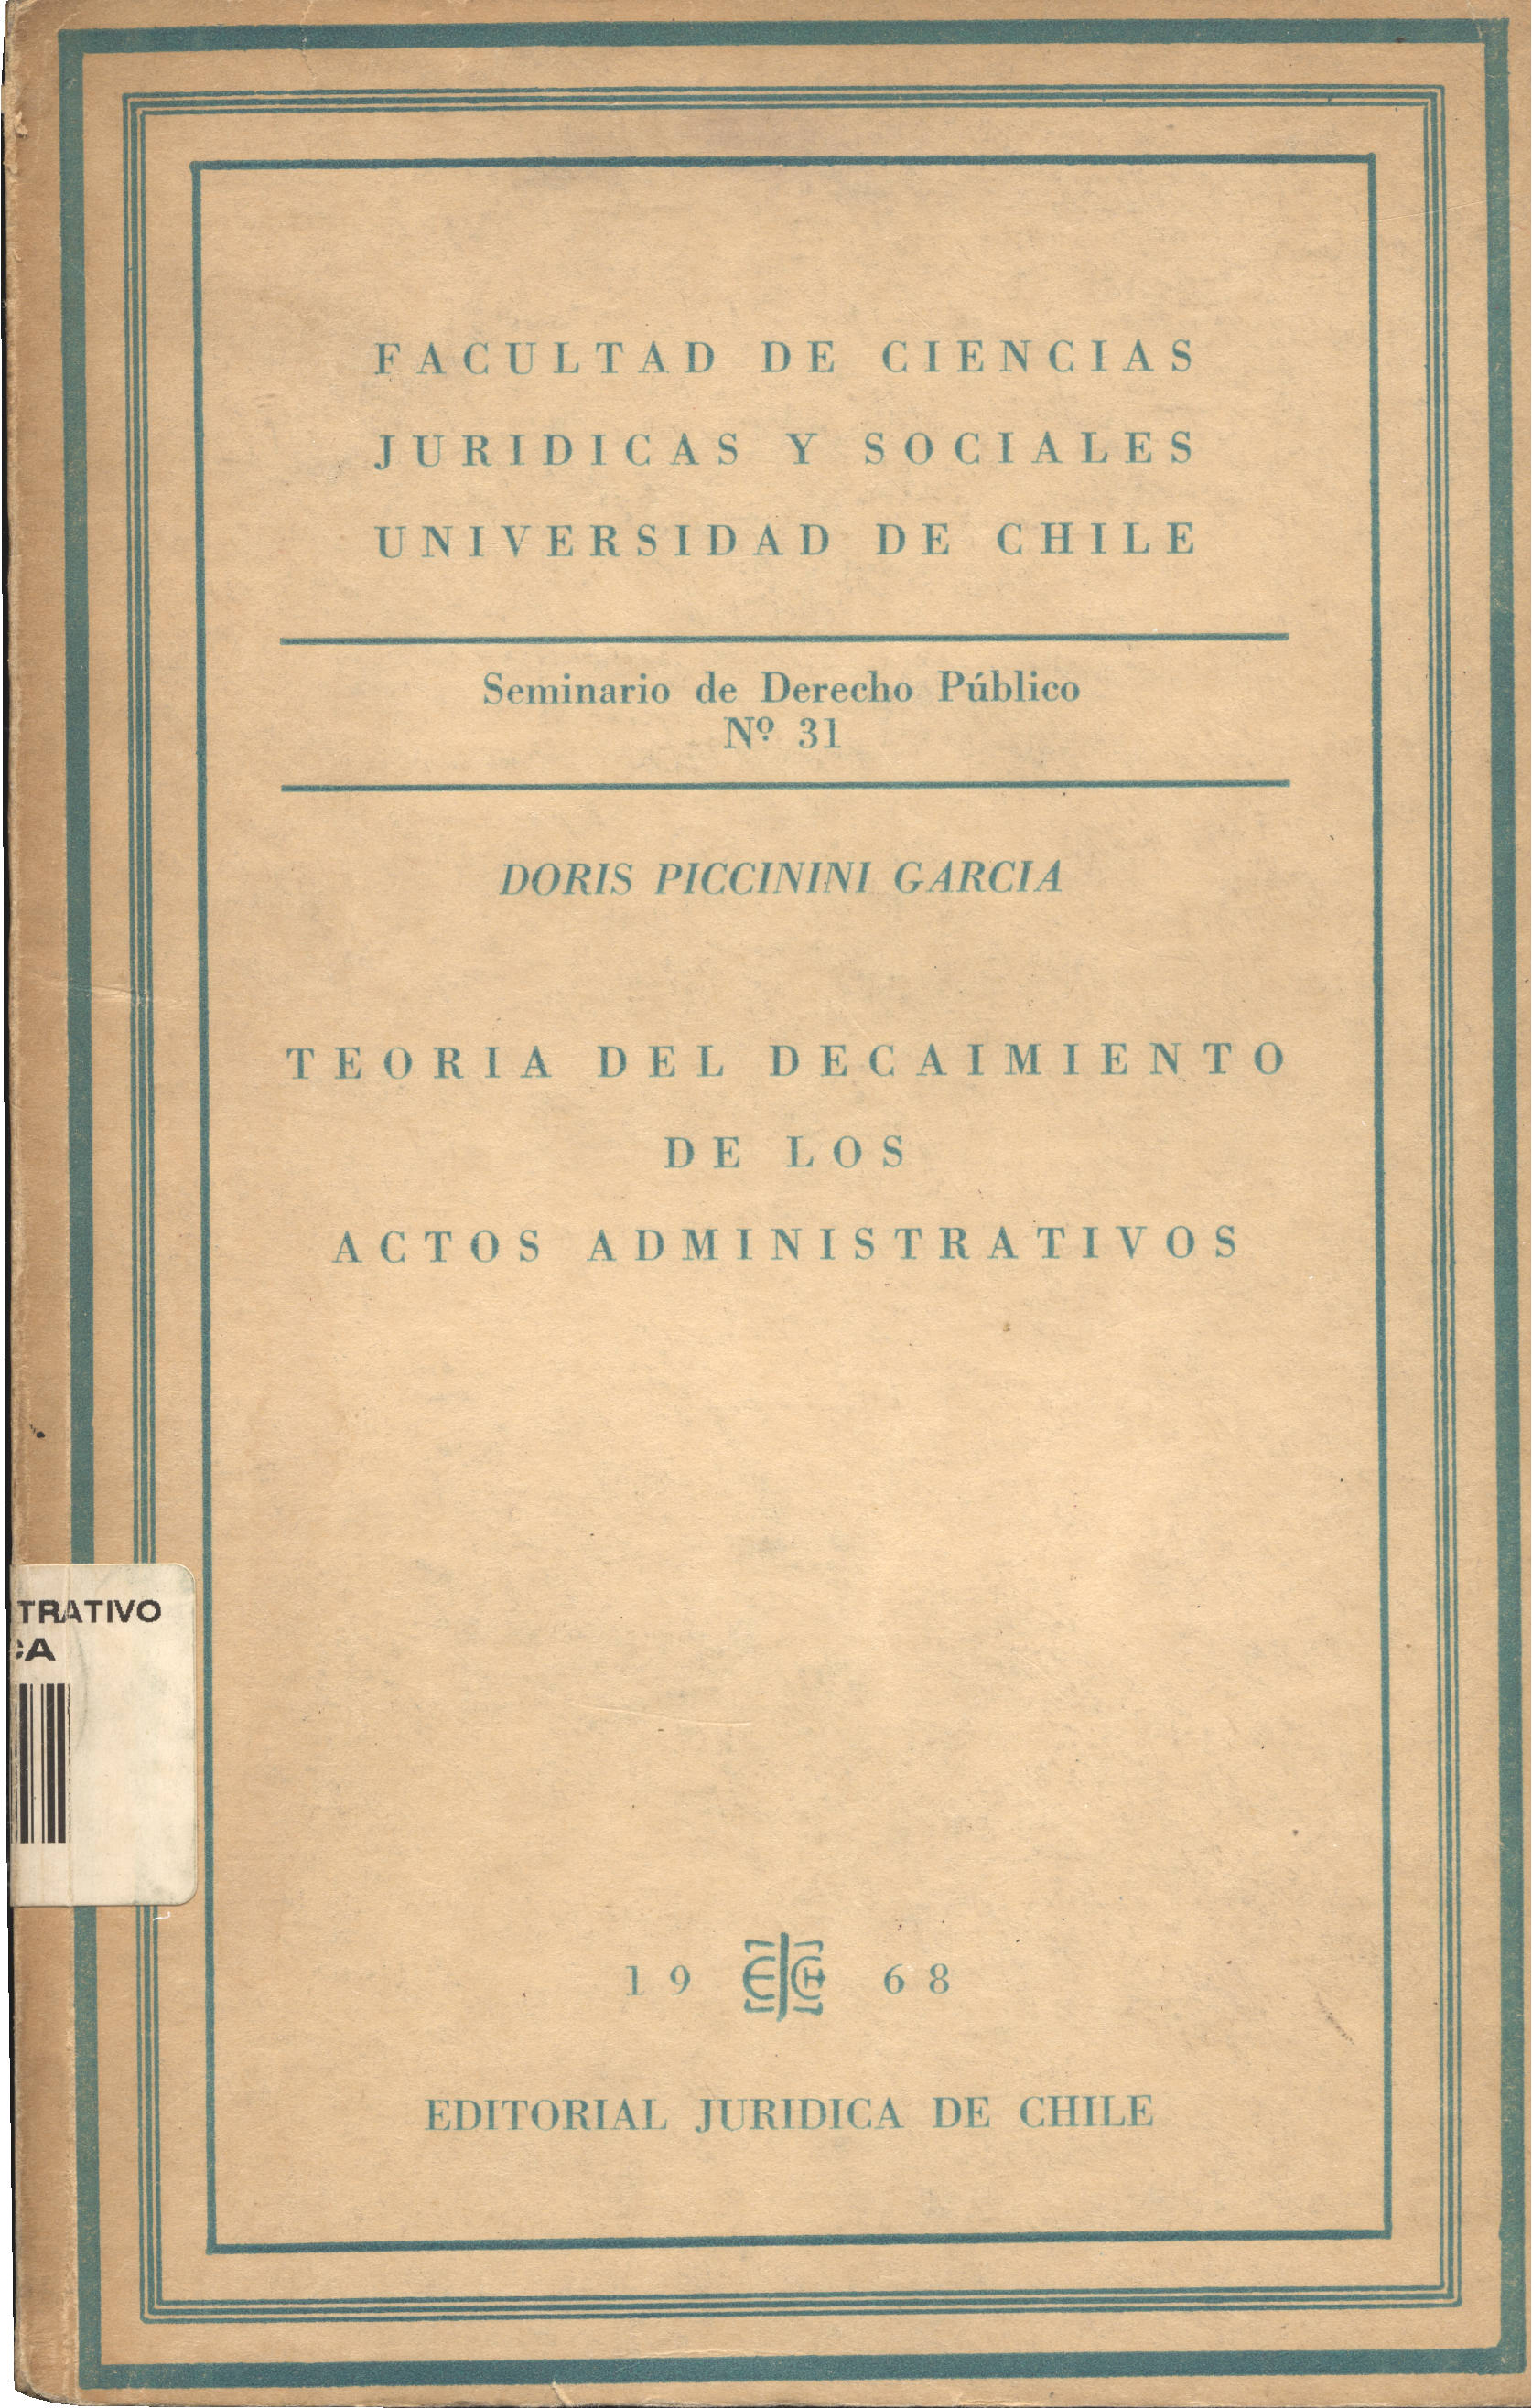 FACULTAD DE CIENCIAS
JURIDICAS Y SOCIALES
UNIVERSIDAD DE CHILE
Seminario de Derecho Público
Nº 31
DORIS PICCININI GARCIA
TEORIA DEL DECAIMIENTO
DE LOS
ACTOS ADMINISTRATIVOS
TRATIVO
CA
19 EJCH 68
EDITORIAL JURIDICA DE CHILE